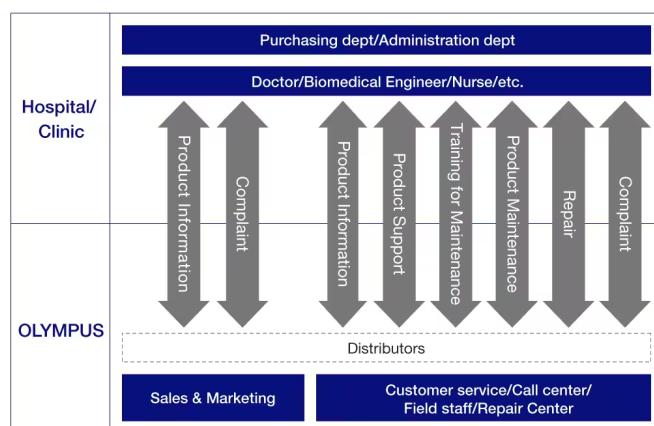 Purchasing dept/Administration dept
Doctor/Biomedical Engineer/Nurse/etc.
Hospital/
Clinic
Product Information
Complaint
Product Information
Product Support
Training for Maintenance
Product Maintenance
Repair
Complaint
OLYMPUS
Distributors
Sales & Marketing
Customer service/Call center/
Field staff/Repair Center